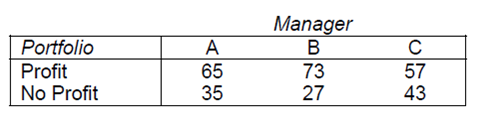 Manager
Portfolio A B C
Profit 65 73 57
No Profit 35 27 43